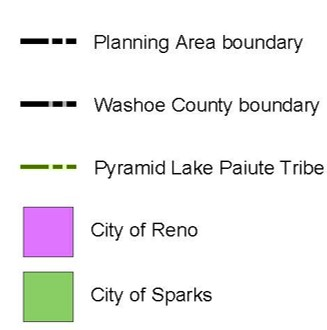 Planning Area boundary
Washoe County boundary
Pyramid Lake Paiute Tribe
City of Reno
City of Sparks